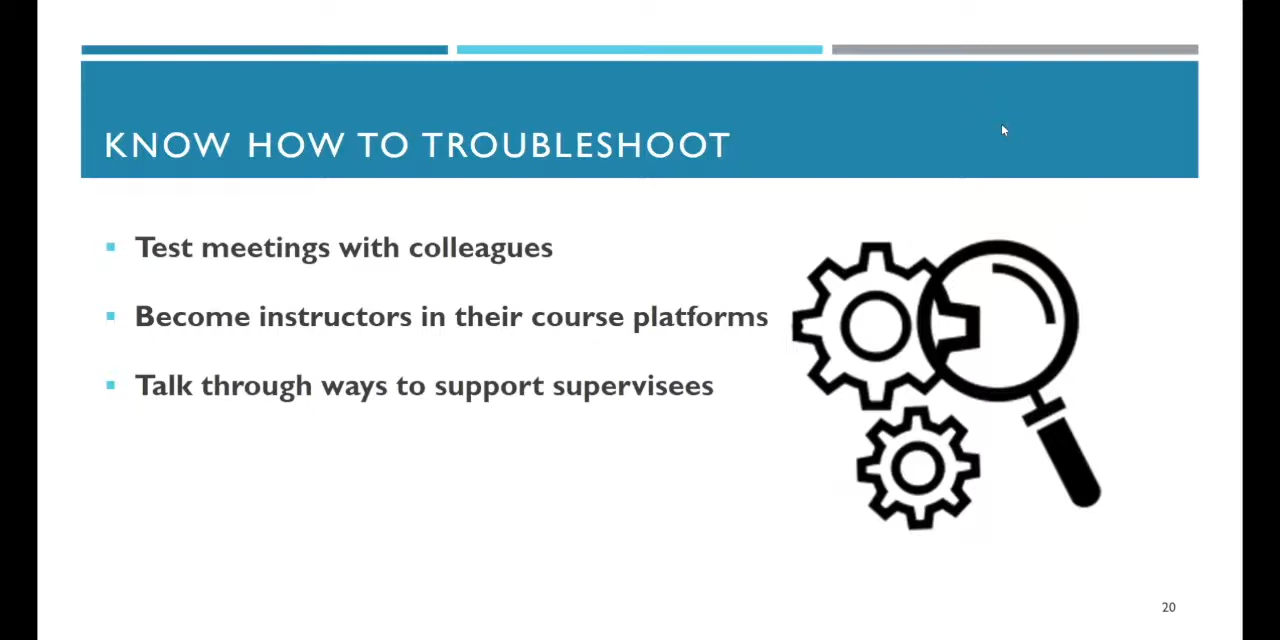 KNOW HOW TO TROUBLESHOOT
Test meetings with colleagues
Become instructors in their course platforms
Talk through ways to support supervisees
20